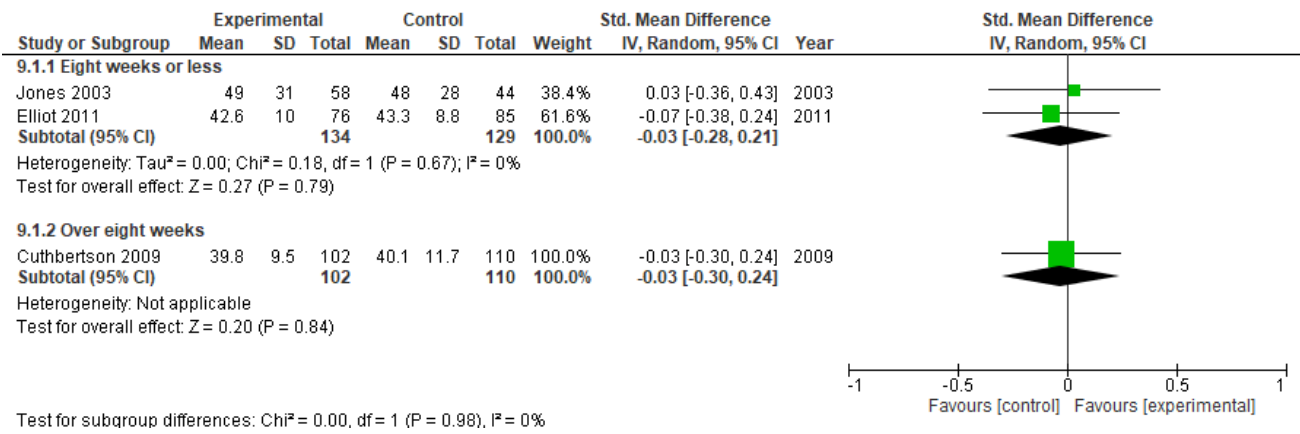 Experimental Control Std. Mean Difference Std. Mean Difference
Study or Subgroup Mean SD Total Mean SD Total Weight IV, Random, 95% CI Year IV, Random, 95% CI
9.1.1 Eight weeks or less
Jones 2003 49 31 58 48 28 44 38.4% 0.03 [-0.36, 0.43] 2003
Elliot 2011 42.6 10 76 43.3 8.8 85 61.6% -0.07 [-0.38, 0.24] 2011
Subtotal (95% CI) 134 129 100.0% -0.03 [-0.28, 0.21]
Heterogeneity: Tau² = 0.00; Chi² = 0.18, df = 1 (P = 0.67); I² = 0%
Test for overall effect: Z = 0.27 (P = 0.79)
9.1.2 Over eight weeks
Cuthbertson 2009 39.8 9.5 102 40.1 11.7 110 100.0% -0.03 [-0.30, 0.24] 2009
Subtotal (95% CI) 102 110 100.0% -0.03 [-0.30, 0.24]
Heterogeneity: Not applicable
Test for overall effect: Z = 0.20 (P = 0.84)
-1 -0.5 0 0.5 1
Favours [control] Favours [experimental]
Test for subgroup differences: Chi² = 0.00, df = 1 (P = 0.98), I² = 0%